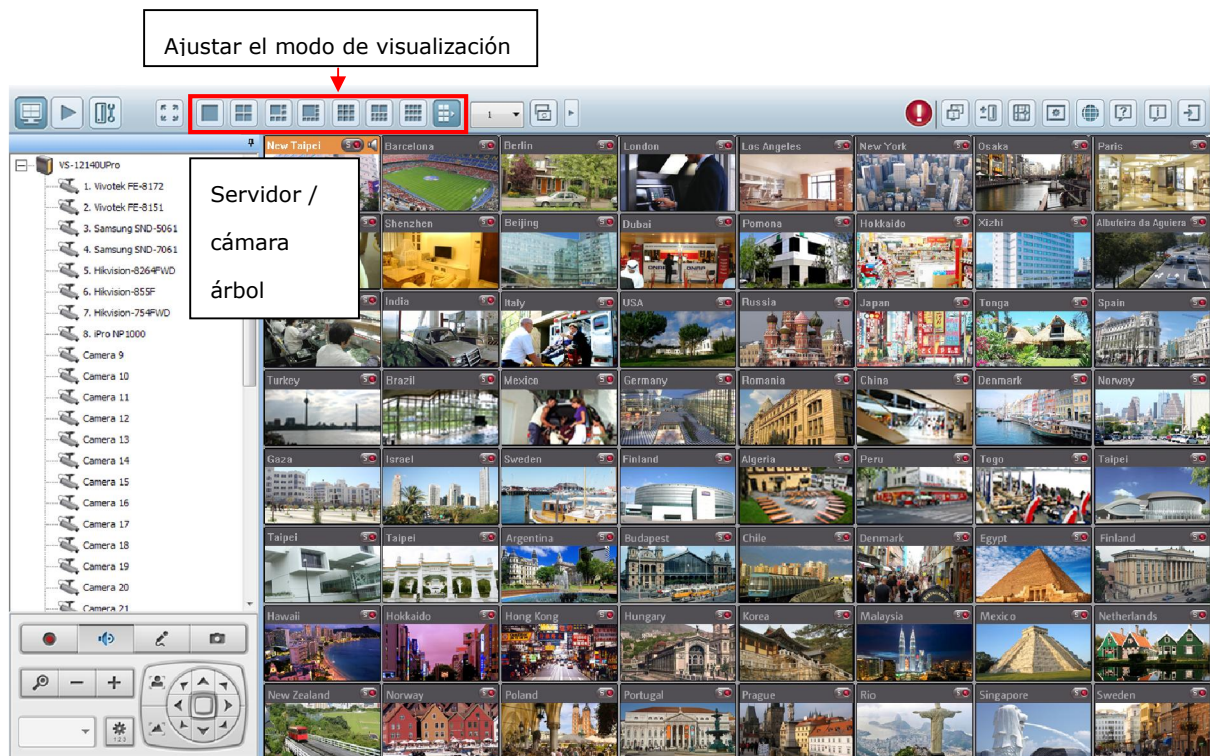 Ajustar el modo de visualización
1
VS-12140UPro
1. Vivotek FE-8172
2. Vivotek FE-8151
3. Samsung SND-5061
4. Samsung SND-7061
5. Hikvision-8264FWD
6. Hikvision-855F
7. Hikvision-754FWD
8. iPro NP1000
Camera 9
Camera 10
Camera 11
Camera 12
Camera 13
Camera 14
Camera 15
Camera 16
Camera 17
Camera 18
Camera 19
Camera 20
Camera 21
Servidor /
cámara
árbol
New Taipei Barcelona Berlin London Los Angeles New York Osaka Paris
Shenzhen Beijing Dubai Pomona Hokkaido Xizhi Albufeira da Aguiera
India Italy USA Russia Japan Tonga Spain
Turkey Brazil Mexico Germany Romania China Denmark Norway
Gaza Israel Sweden Finland Algeria Peru Togo Taipei
Taipei Taipei Argentina Budapest Chile Denmark Egypt Finland
Hawaii Hokkaido Hong Kong Hungary Korea Malaysia Mexico Netherlands
New Zealand Norway Poland Portugal Prague Rio Singapore Sweden
123